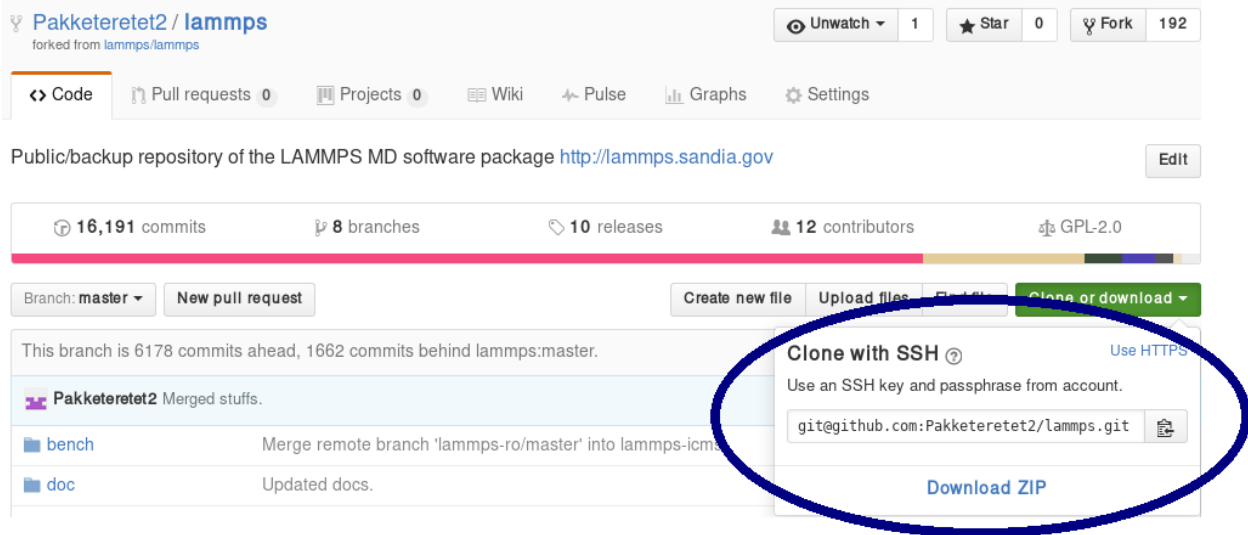 Pakketeretet2 / lammps
Unwatch 1 Star 0 Fork 192
forked from lammps/lammps
Code Pull requests 0 Projects 0 Wiki Pulse Graphs Settings
Public/backup repository of the LAMMPS MD software package http://lammps.sandia.gov Edit
16,191 commits 8 branches 10 releases 12 contributors GPL-2.0
Branch: master New pull request Create new file Upload files Find file Clone or download
This branch is 6178 commits ahead, 1662 commits behind lammps:master.
Clone with SSH Use HTTPS
Use an SSH key and passphrase from account.
Pakketeretet2 Merged stuffs.
git@github.com:Pakketeretet2/lammps.git
bench Merge remote branch 'lammps-ro/master' into lammps-icms
doc Updated docs.
Download ZIP